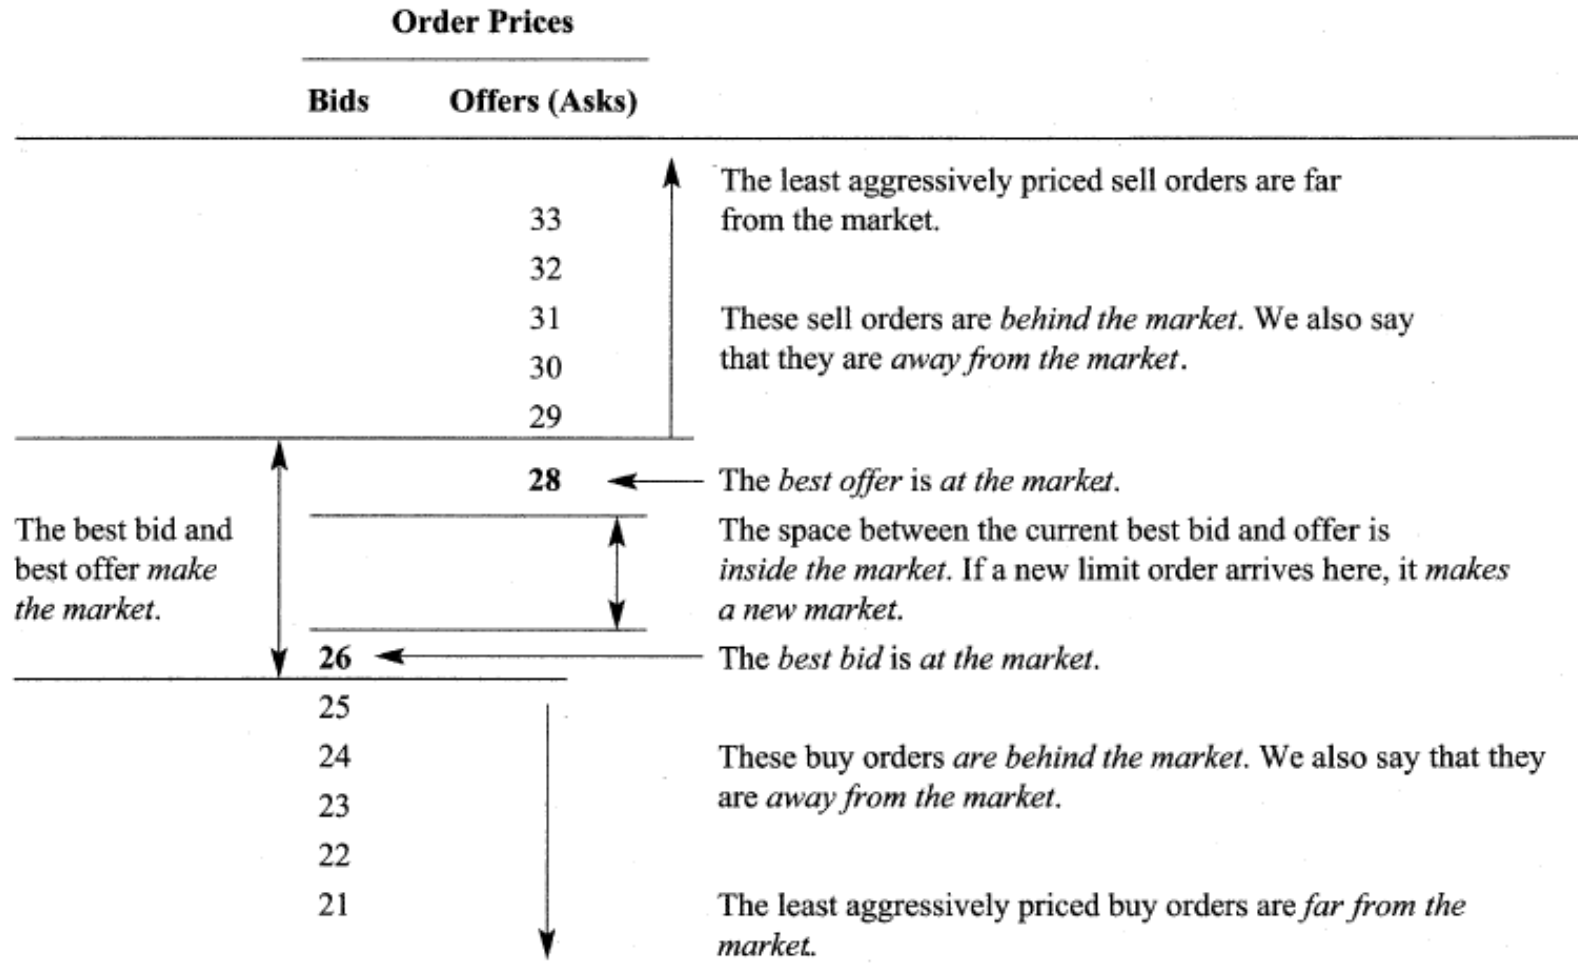 Order Prices
Bids Offers (Asks)
The least aggressively priced sell orders are far
from the market.
33
32
31
These sell orders are behind the market. We also say
that they are away from the market.
30
29
28
The best offer is at the market.
The best bid and
best offer make
the market.
The space between the current best bid and offer is
inside the market. If a new limit order arrives here, it makes
a new market.
26
The best bid is at the market.
25
24
These buy orders are behind the market. We also say that they
are away from the market.
23
22
21
The least aggressively priced buy orders are far from the
market.